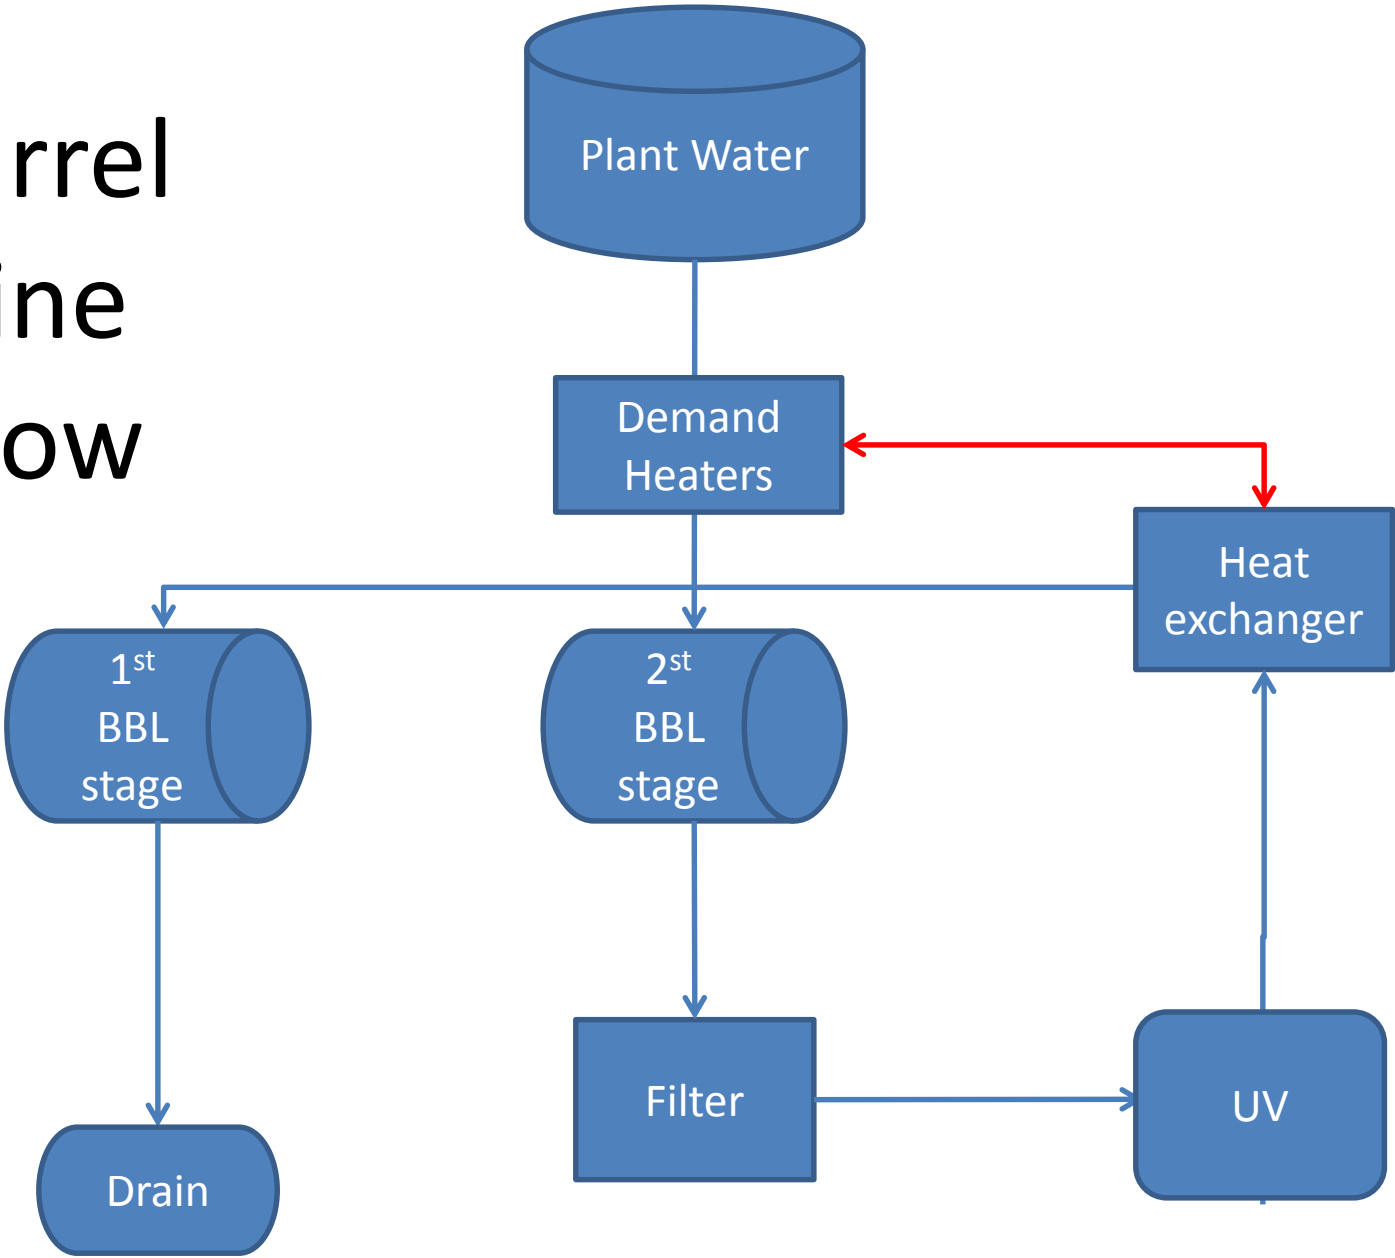 rrel
ine
ow
Plant Water
Demand
Heaters
Heat
exchanger
1st
BBL
stage
2st
BBL
stage
Filter
UV
Drain